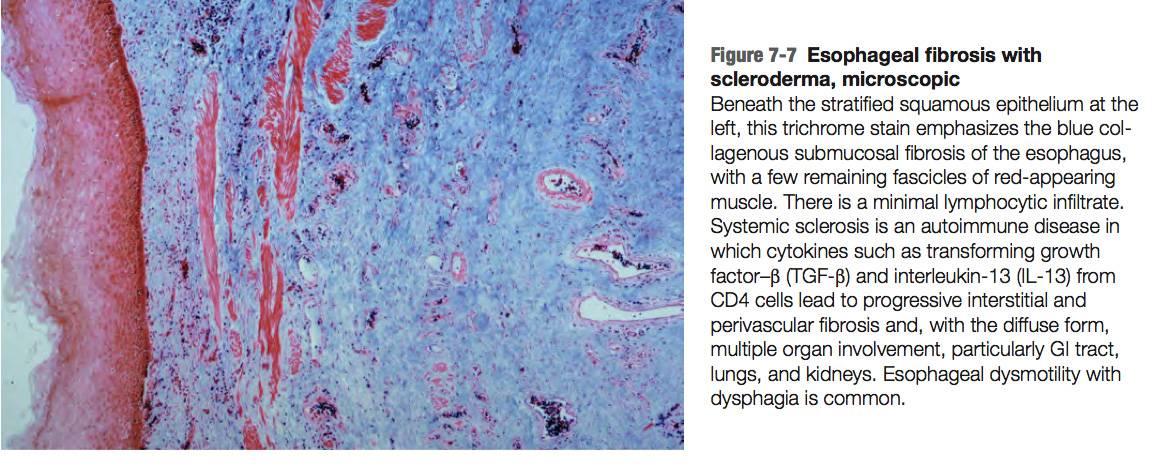 Figure 7-7 Esophageal fibrosis with
scleroderma, microscopic
Beneath the stratified squamous epithelium at the
left, this trichrome stain emphasizes the blue col-
lagenous submucosal fibrosis of the esophagus,
with a few remaining fascicles of red-appearing
muscle. There is a minimal lymphocytic infiltrate.
Systemic sclerosis is an autoimmune disease in
which cytokines such as transforming growth
factor–β (TGF-β) and interleukin-13 (IL-13) from
CD4 cells lead to progressive interstitial and
perivascular fibrosis and, with the diffuse form,
multiple organ involvement, particularly GI tract,
lungs, and kidneys. Esophageal dysmotility with
dysphagia is common.